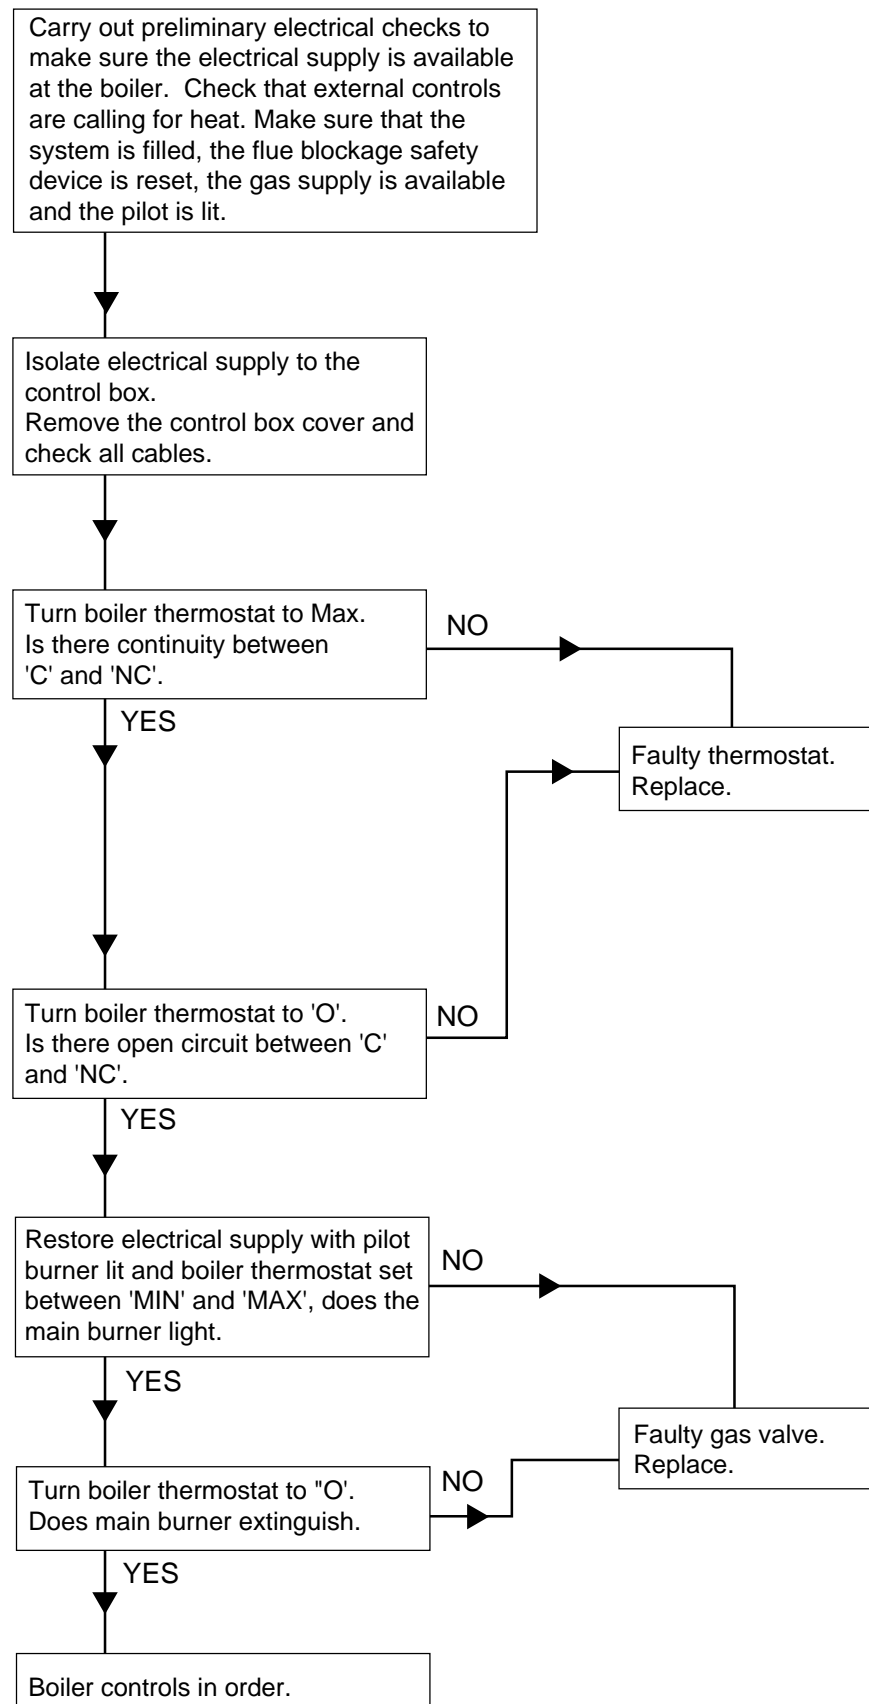 Carry out preliminary electrical checks to
make sure the electrical supply is available
at the boiler.  Check that external controls
are calling for heat. Make sure that the
system is filled, the flue blockage safety
device is reset, the gas supply is available
and the pilot is lit.
Isolate electrical supply to the
control box.
Remove the control box cover and
check all cables.
Turn boiler thermostat to Max.
Is there continuity between
'C' and 'NC'.
NO
YES
Faulty thermostat.
Replace.
Turn boiler thermostat to 'O'.
Is there open circuit between 'C'
and 'NC'.
NO
YES
Restore electrical supply with pilot
burner lit and boiler thermostat set
between 'MIN' and 'MAX', does the
main burner light.
NO
YES
Faulty gas valve.
Replace.
Turn boiler thermostat to "O'.
Does main burner extinguish.
NO
YES
Boiler controls in order.